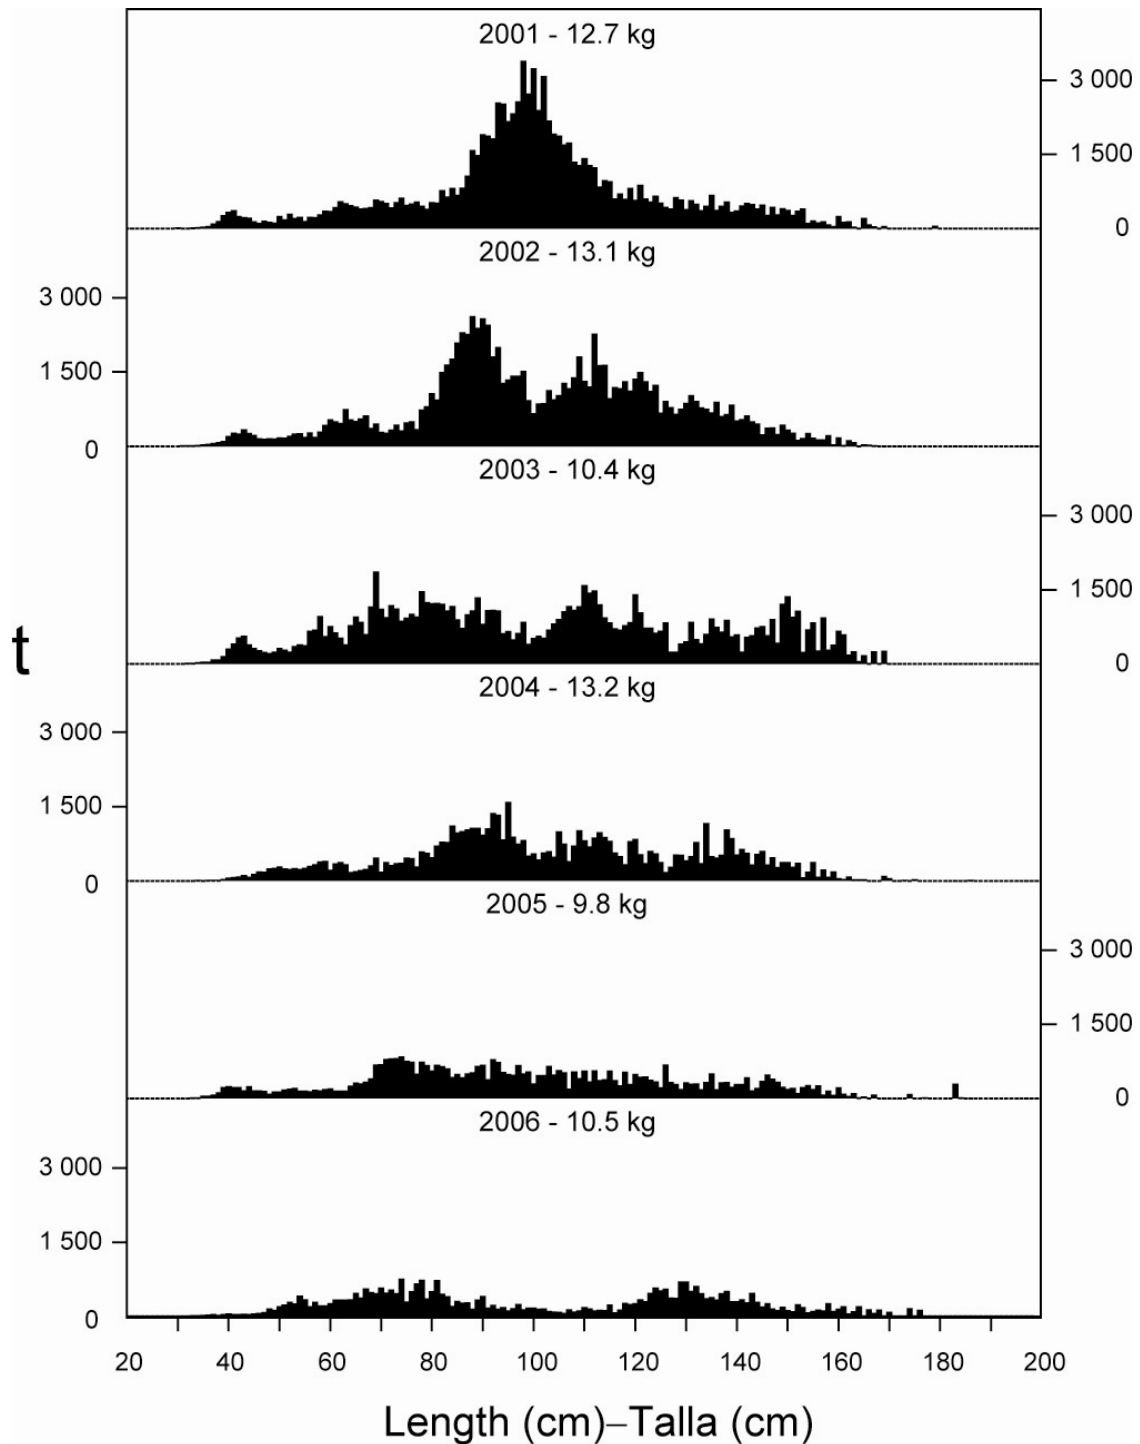 2001 - 12.7 kg
3 000
1 500
0
2002 - 13.1 kg
3 000
1 500
0
2003 - 10.4 kg
3 000
1 500
0
t
2004 - 13.2 kg
3 000
1 500
0
2005 - 9.8 kg
3 000
1 500
0
2006 - 10.5 kg
3 000
1 500
0
20 40 60 80 100 120 140 160 180 200
Length (cm)–Talla (cm)